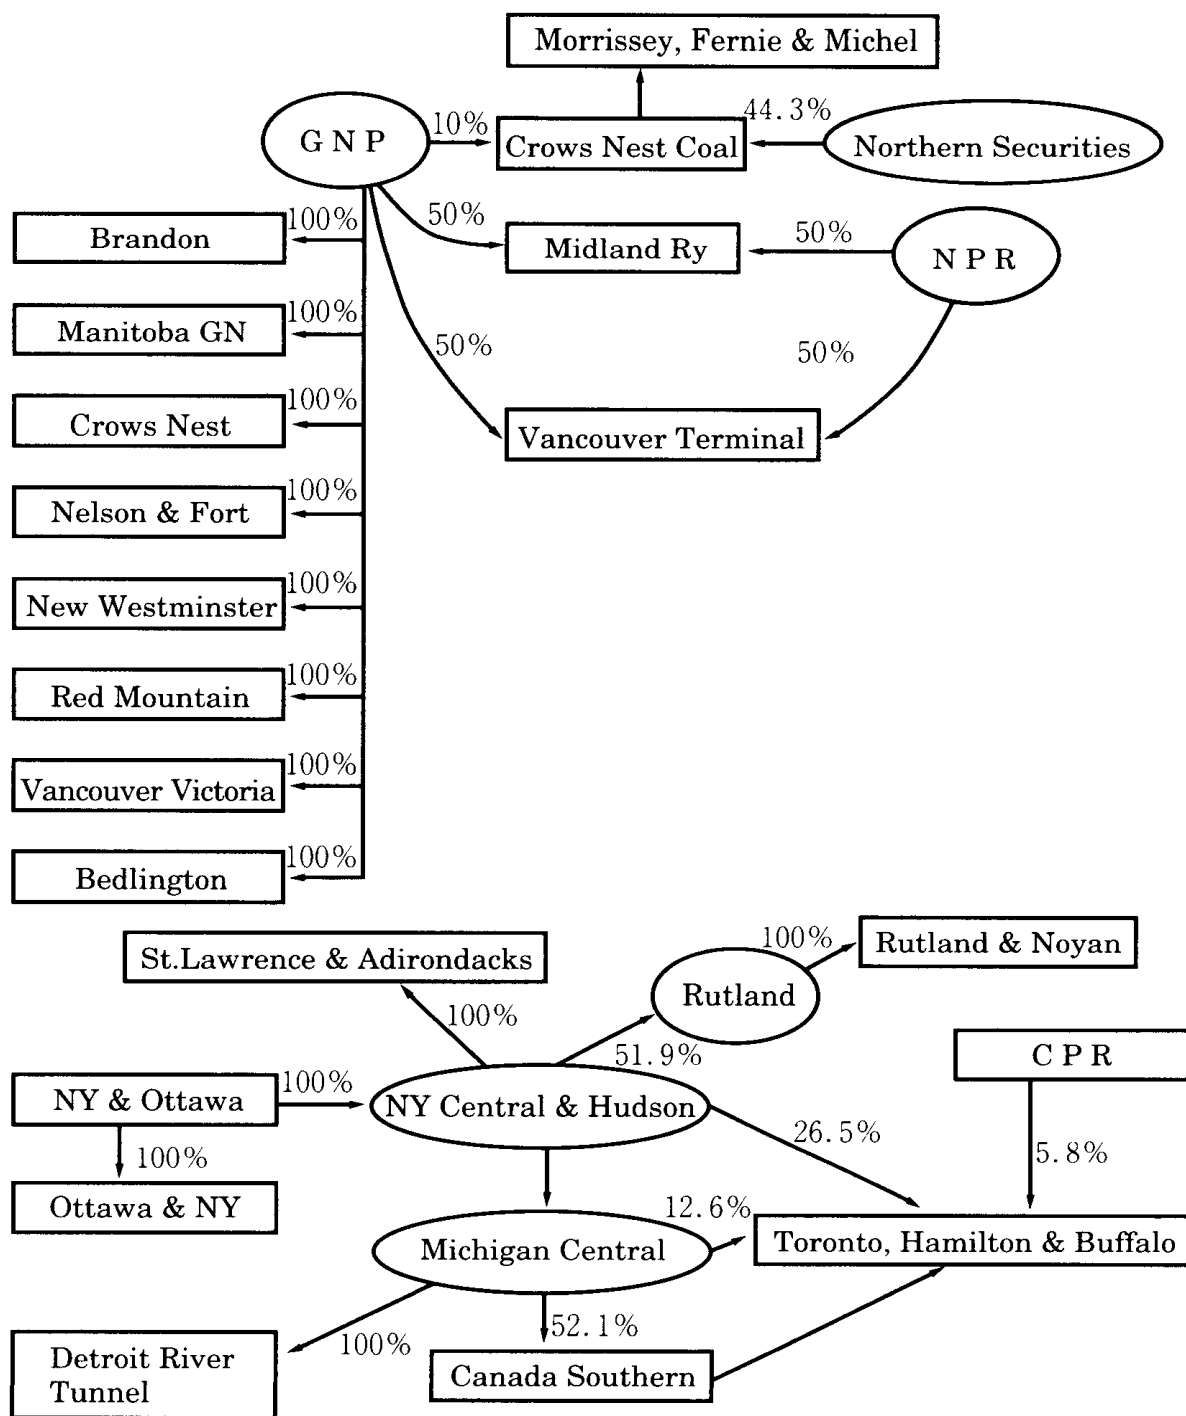 Morrissey, Fernie & Michel
G N P
10%
Crows Nest Coal
44.3%
Northern Securities
Brandon
100%
50%
Midland Ry
50%
N P R
Manitoba GN
100%
50%
50%
Crows Nest
100%
Vancouver Terminal
Nelson & Fort
100%
New Westminster
100%
Red Mountain
100%
Vancouver Victoria
100%
Bedlington
100%
St.Lawrence & Adirondacks
100%
Rutland
100%
Rutland & Noyan
51.9%
C P R
NY & Ottawa
100%
NY Central & Hudson
26.5%
5.8%
100%
Ottawa & NY
12.6%
Michigan Central
Toronto, Hamilton & Buffalo
100%
52.1%
Detroit River
Tunnel
Canada Southern